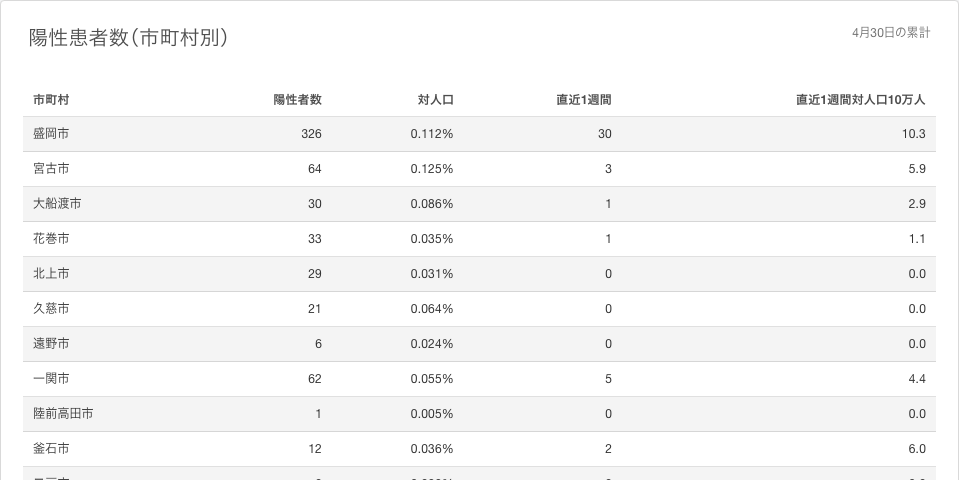 陽性患者数(市町村別)
4月30日の累計
市町村 陽性者数 対人口 直近1週間 直近1週間対人口10万人
盛岡市 326 0.112% 30 10.3
宮古市 64 0.125% 3 5.9
大船渡市 30 0.086% 1 2.9
花巻市 33 0.035% 1 1.1
北上市 29 0.031% 0 0.0
久慈市 21 0.064% 0 0.0
遠野市 6 0.024% 0 0.0
一関市 62 0.055% 5 4.4
陸前高田市 1 0.005% 0 0.0
釜石市 12 0.036% 2 6.0